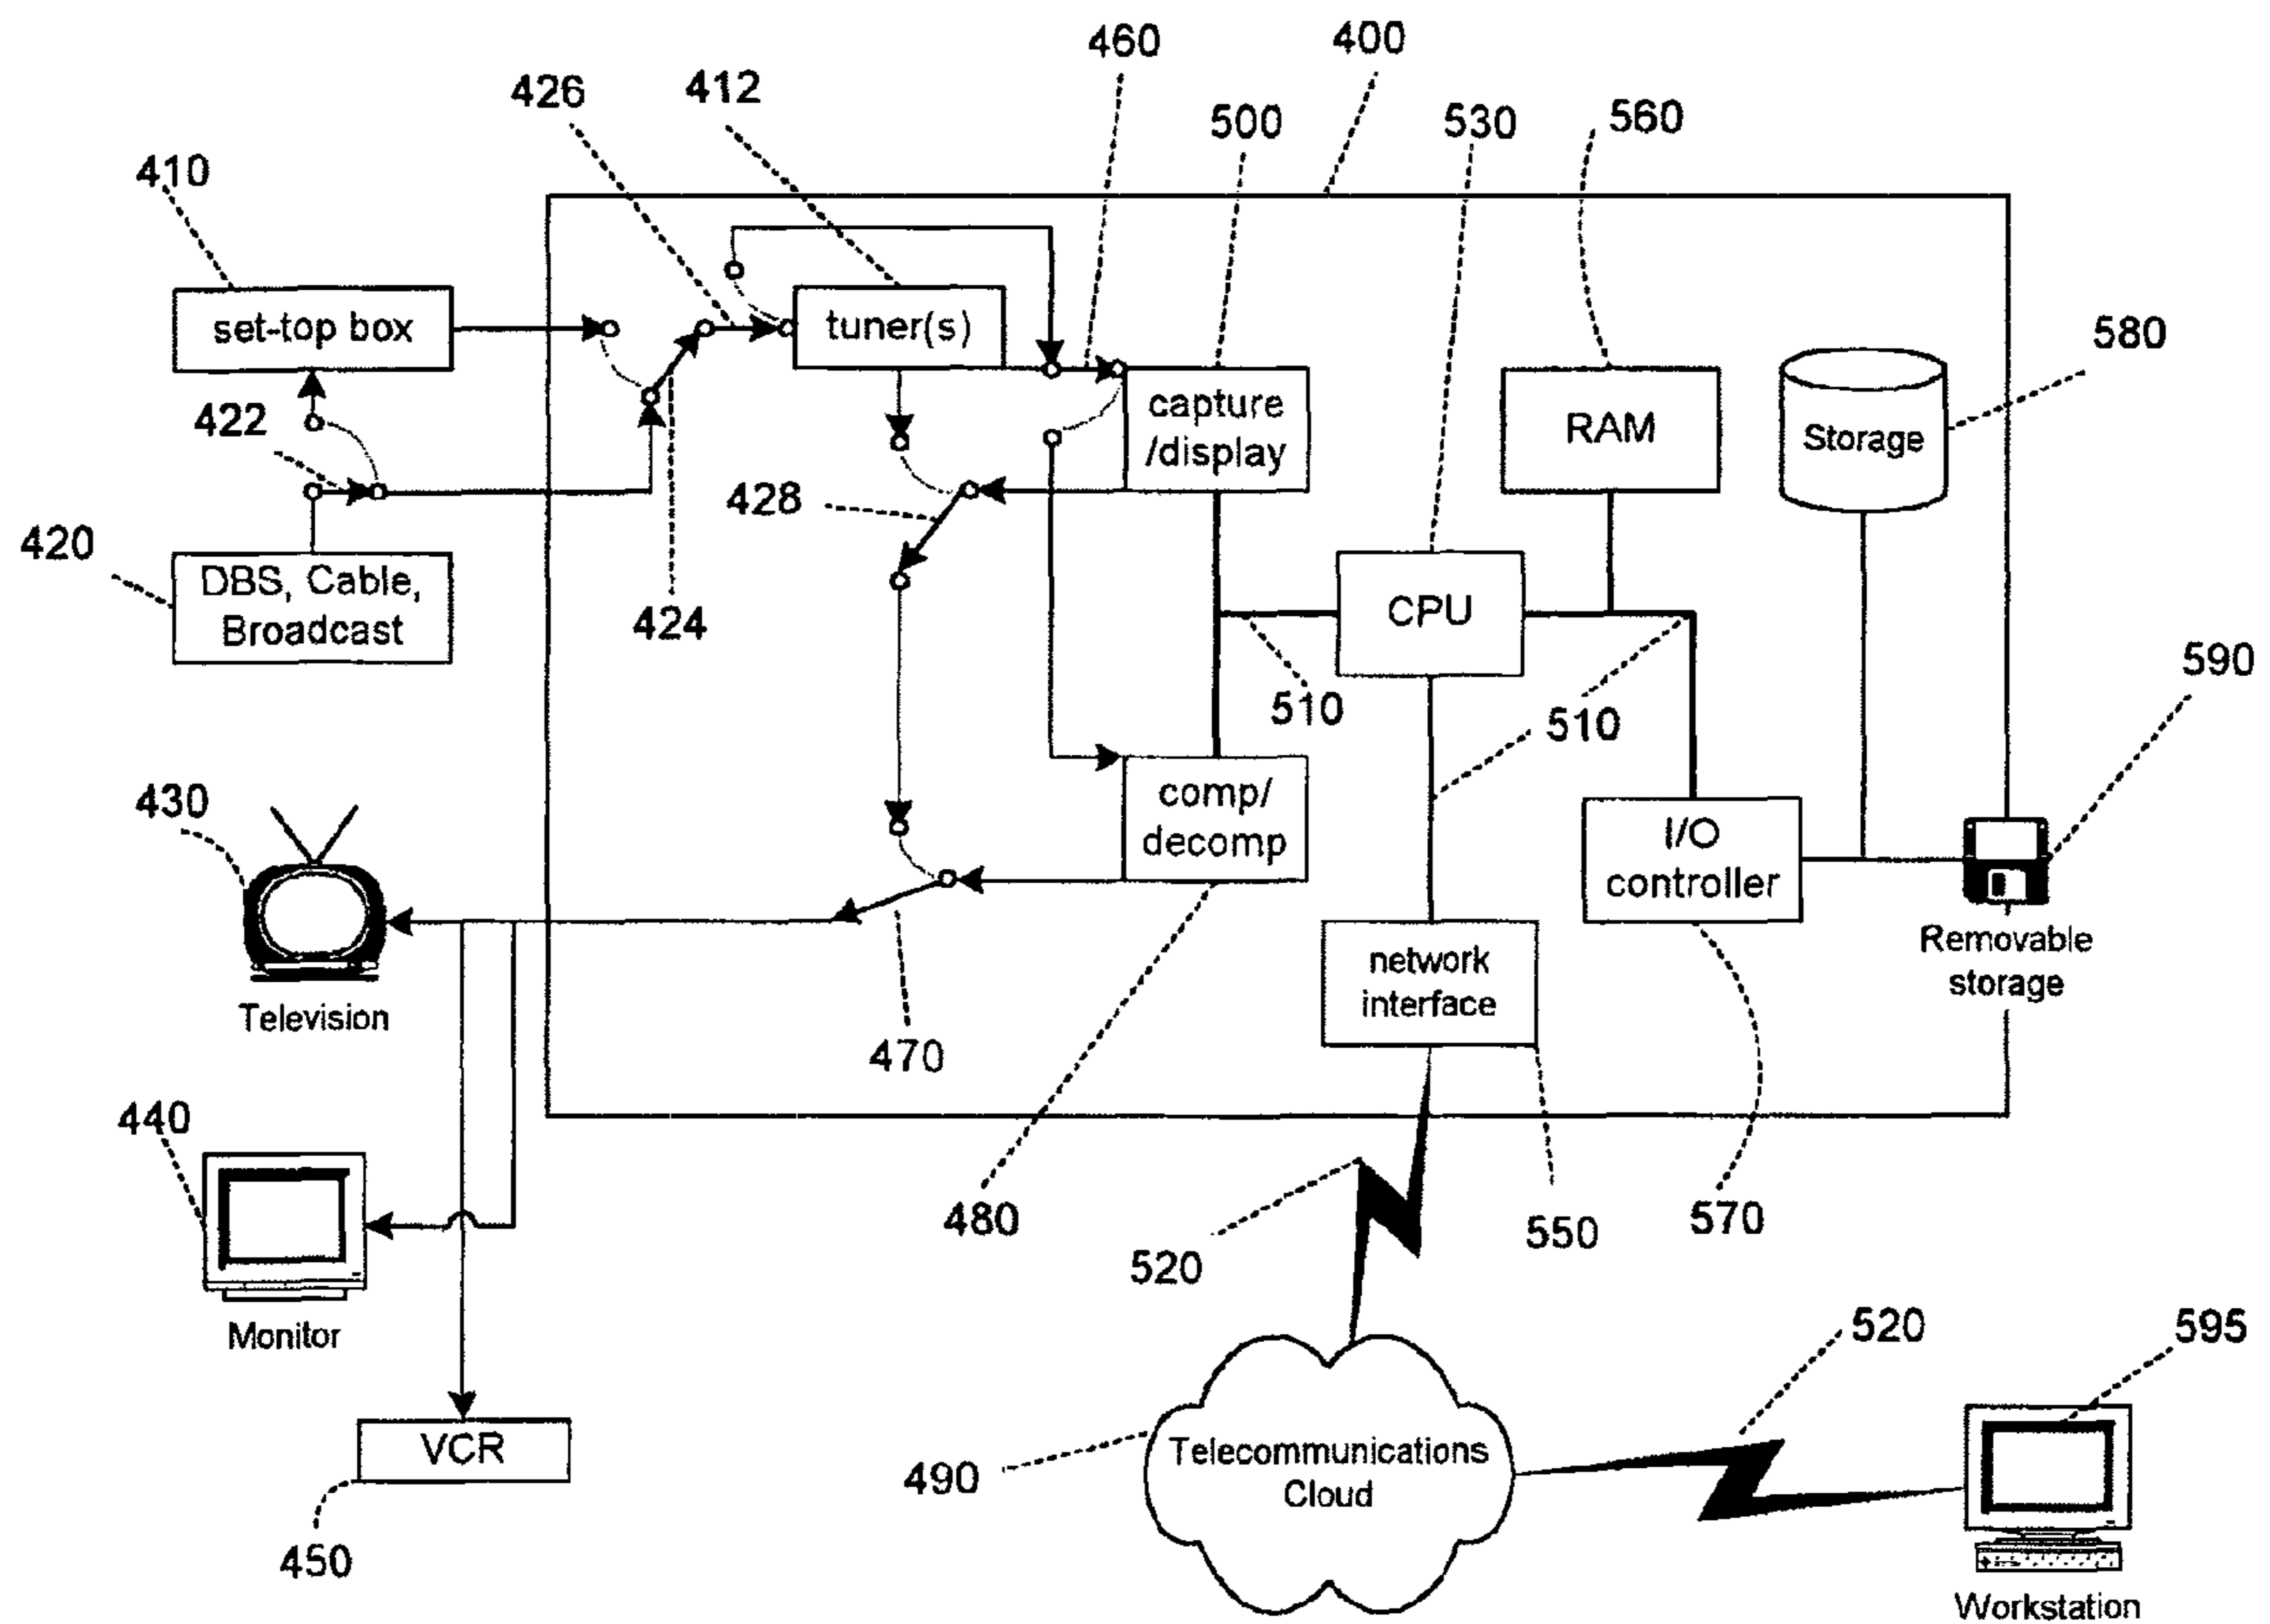 460
400
426
412
500
530
560
410
580
set-top box
tuner(s)
capture
/display
RAM
Storage
422
428
420
DBS, Cable,
Broadcast
424
CPU
590
510
510
430
comp/
decomp
I/O
controller
network
interface
Removable
storage
Television
470
440
480
520
550
570
Monitor
520
595
VCR
490
Telecommunications
Cloud
450
Workstation